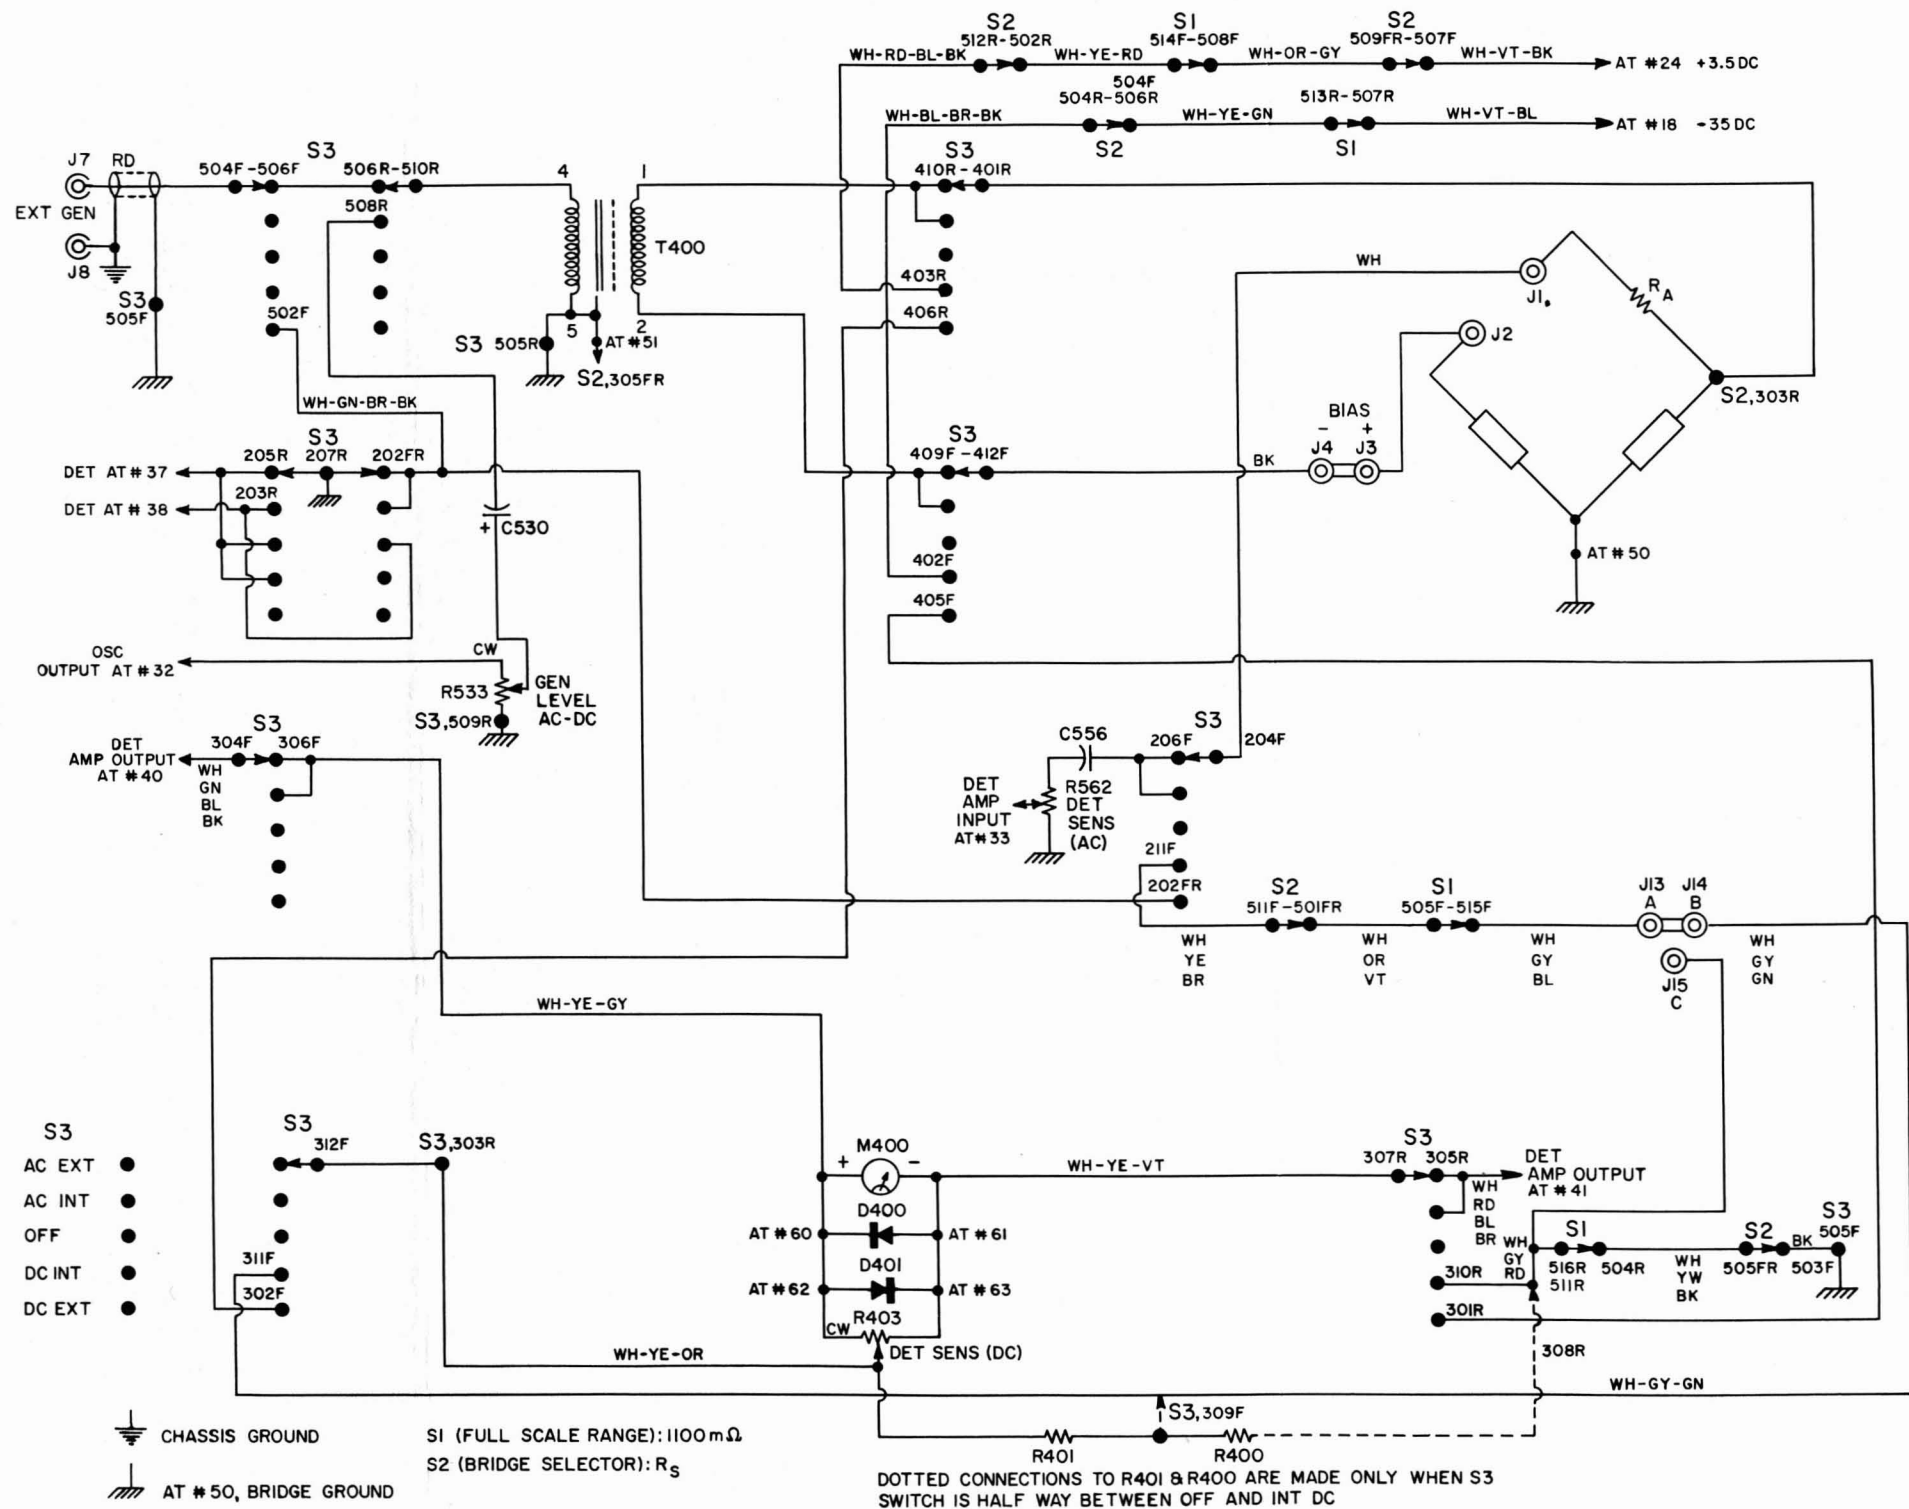 S2 S1 S2
512R-502R 514F-508F 509FR-507F
WH-RD-BL-BK WH-YE-RD WH-OR-GY WH-VT-BK
AT #24 +3.5DC
504F
504R-506R 513R-507R
WH-BL-BR-BK WH-YE-GN WH-VT-BL
AT #18 -35DC
S2 S1
J7 RD
S3
504F-506F 506R-510R
4 1
S3
410R-401R
EXT GEN
508R
J8
T400
S3
505F
502F
403R
406R
5 2
S3 505R
AT #51
S2,305FR
WH
J1
RA
J2
S2,303R
WH-GN-BR-BK
BIAS
- +
J4 J3
S3
DET AT #37
205R 207R 202FR
203R
DET AT #38
+ C530
S3
409F-412F
BK
402F
405F
AT #50
OSC
OUTPUT AT #32
CW
R533
GEN
LEVEL
AC-DC
S3,509R
S3
DET
AMP OUTPUT
AT #40
304F 306F
WH
GN
BL
BK
C556
S3
206F 204F
DET
AMP
INPUT
AT#33
R562
DET
SENS
(AC)
211F
202FR
S2
511F-501FR
S1
505F-515F
J13 J14
A B
WH
YE
BR
WH
OR
VT
WH
GY
BL
J15
C
WH
GY
GN
WH-YE-GY
S3
AC EXT
AC INT
OFF
DC INT
DC EXT
S3
312F
S3,303R
311F
302F
M400
+ -
WH-YE-VT
D400
AT #60 AT #61
D401
AT #62 AT #63
R403
CW
DET SENS (DC)
S3
307R 305R
DET
AMP OUTPUT
AT #41
WH
RD
BL
BR
WH
GY
RD
310R
301R
S1
516R
511R
504R
WH
YW
BK
S2
505FR
BK
503F
S3
505F
308R
WH-YE-OR
WH-GY-GN
S3,309F
R401 R400
CHASSIS GROUND
AT #50, BRIDGE GROUND
S1 (FULL SCALE RANGE): 1100mΩ
S2 (BRIDGE SELECTOR): RS
DOTTED CONNECTIONS TO R401 & R400 ARE MADE ONLY WHEN S3
SWITCH IS HALF WAY BETWEEN OFF AND INT DC